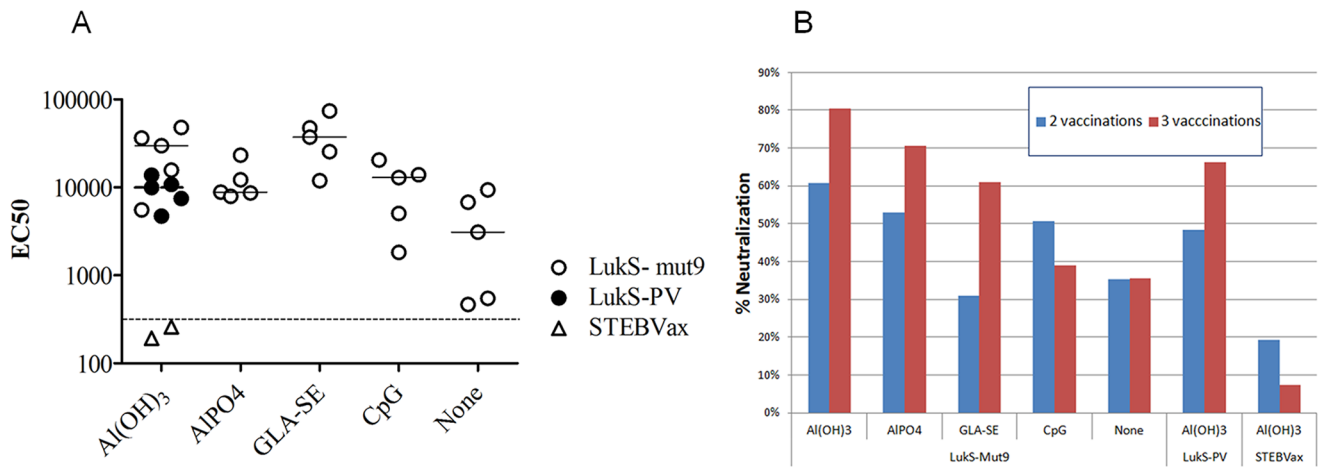 A
EC50
100000
10000
1000
100
Al(OH)3
AlPO4
GLA-SE
CpG
None
LukS- mut9
LukS-PV
STEBVax
B
% Neutralization
90%
80%
70%
60%
50%
40%
30%
20%
10%
0%
2 vaccinations 3 vacccinations
Al(OH)3 AlPO4 GLA-SE CpG None Al(OH)3 Al(OH)3
LukS-Mut9 LukS-PV STEBVax